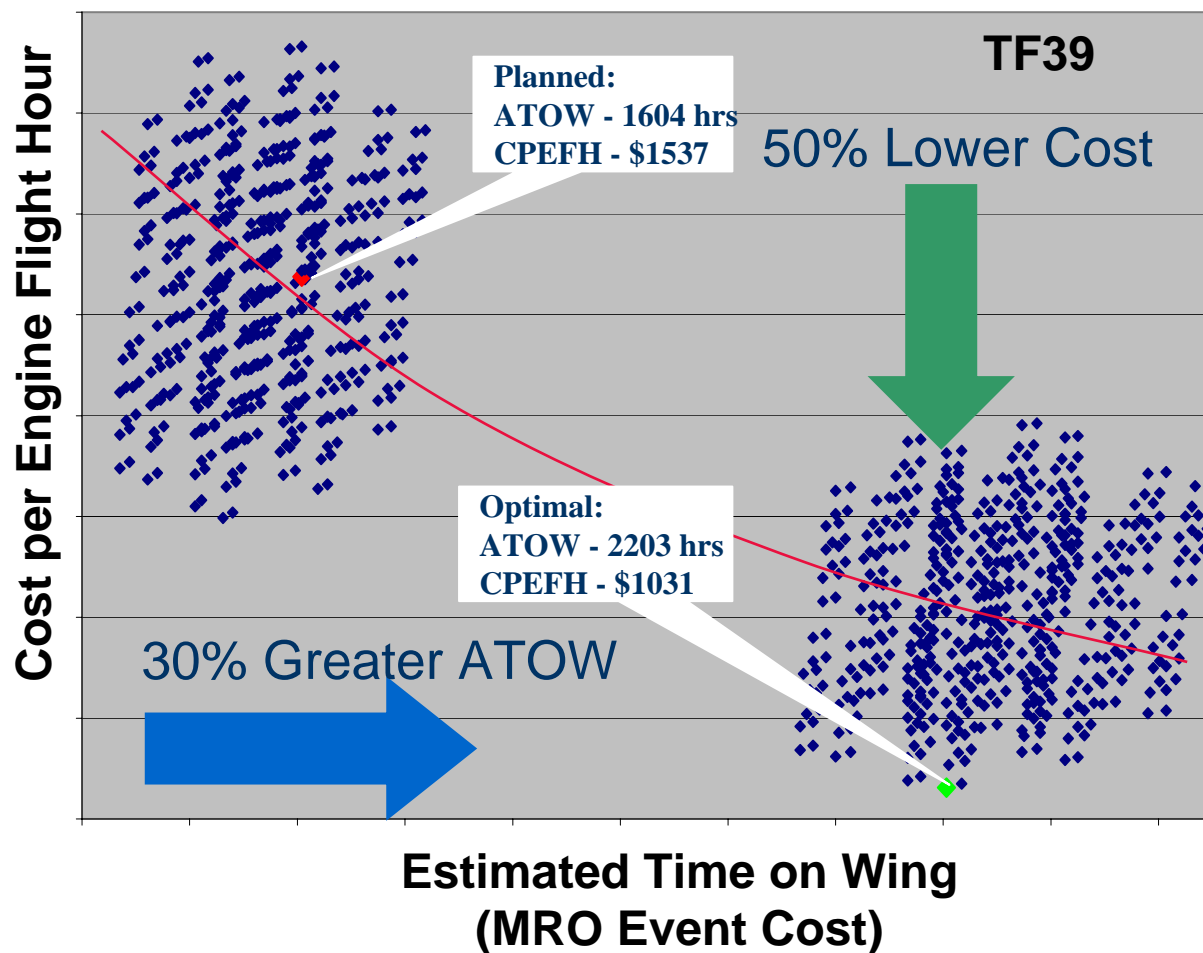 TF39
Planned:
ATOW - 1604 hrs
CPEFH - $1537
50% Lower Cost
Cost per Engine Flight Hour
Optimal:
ATOW - 2203 hrs
CPEFH - $1031
30% Greater ATOW
Estimated Time on Wing
(MRO Event Cost)